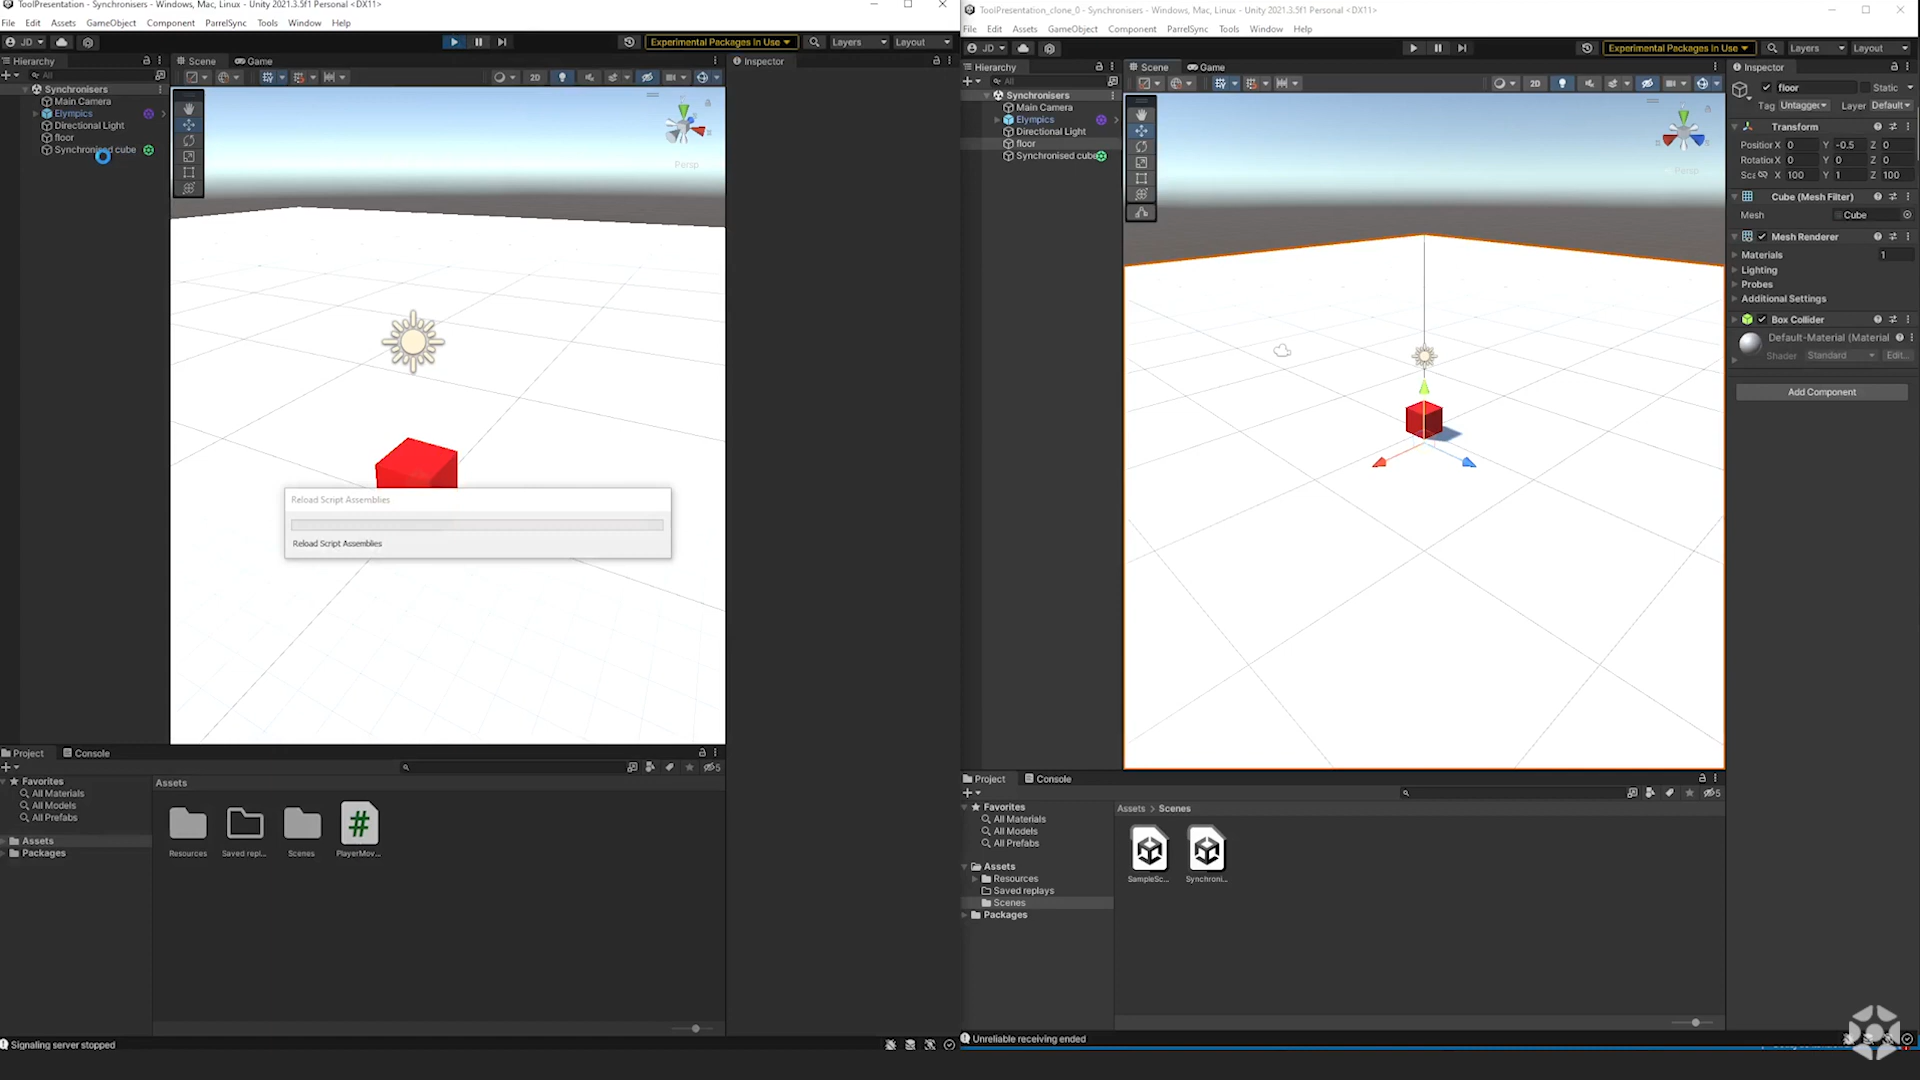 ToolPresentation - Synchronisers - Windows, Mac, Linux - Unity 2021.3.5f1 Personal <DX11>
File Edit Assets GameObject Component ParrelSync Tools Window Help
JD
Experimental Packages In Use
Layers
Layout
Hierarchy
All
Synchronisers
Main Camera
Elympics
Directional Light
floor
Synchronised cube
Scene
Game
2D
Persp
Inspector
Reload Script Assemblies
Reload Script Assemblies
Project
Console
5
Favorites
All Materials
All Models
All Prefabs
Assets
Packages
Assets
Resources
Saved repl...
Scenes
PlayerMov...
Signaling server stopped
ToolPresentation_clone_0 - Synchronisers - Windows, Mac, Linux - Unity 2021.3.5f1 Personal <DX11>
File Edit Assets GameObject Component ParrelSync Tools Window Help
JD
Experimental Packages In Use
Layers
Layout
Hierarchy
All
Synchronisers
Main Camera
Elympics
Directional Light
floor
Synchronised cube
Scene
Game
2D
Persp
Inspector
floor
Static
Tag Untagge
Layer Default
Transform
Position X 0 Y -0.5 Z 0
Rotation X 0 Y 0 Z 0
Sca X 100 Y 1 Z 100
Cube (Mesh Filter)
Mesh Cube
Mesh Renderer
Materials 1
Lighting
Probes
Additional Settings
Box Collider
Default-Material (Material
Shader Standard Edit...
Add Component
Project
Console
5
Favorites
All Materials
All Models
All Prefabs
Assets
Resources
Saved replays
Scenes
Packages
Assets > Scenes
SampleSc...
Synchroni...
Unreliable receiving ended